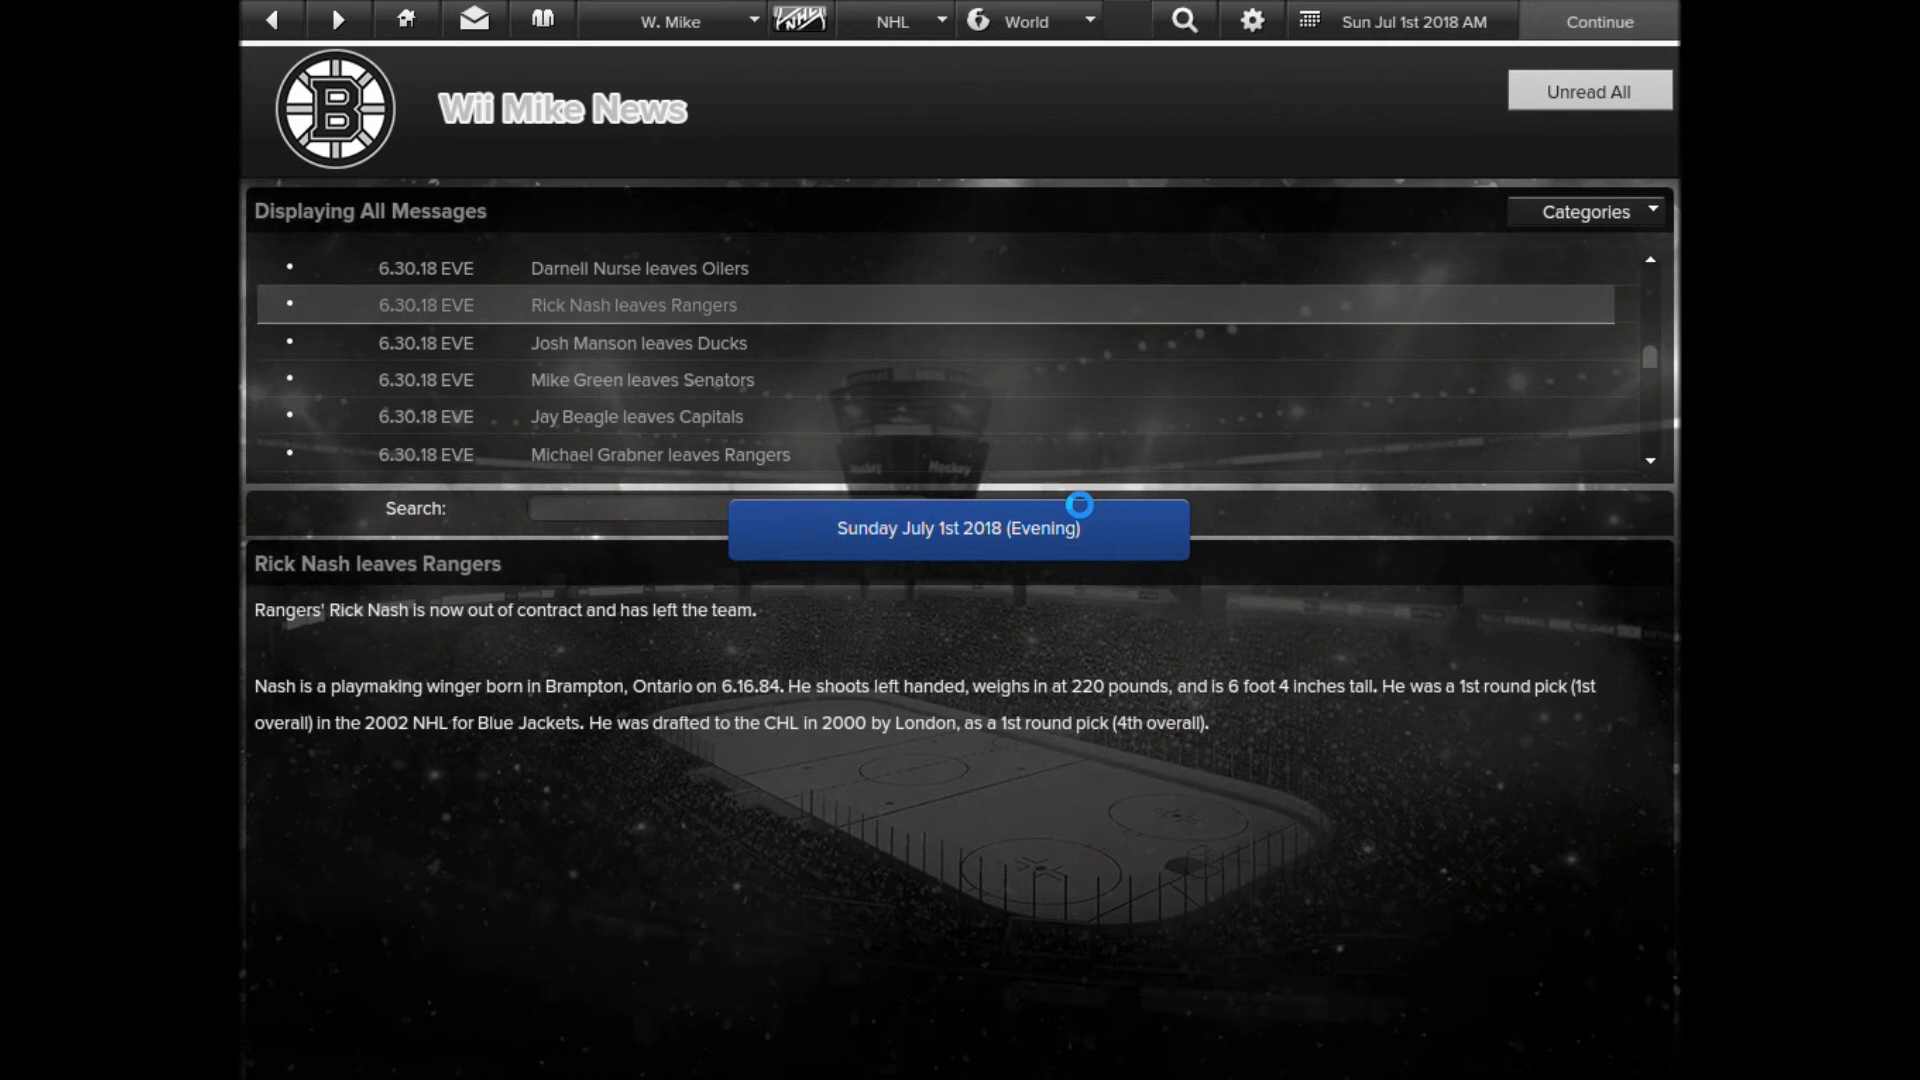 W. Mike
NHL
NHL
World
Sun Jul 1st 2018 AM
Continue
B
Wii Mike News
Unread All
Displaying All Messages
Categories
• 6.30.18 EVE Darnell Nurse leaves Oilers
• 6.30.18 EVE Rick Nash leaves Rangers
• 6.30.18 EVE Josh Manson leaves Ducks
• 6.30.18 EVE Mike Green leaves Senators
• 6.30.18 EVE Jay Beagle leaves Capitals
• 6.30.18 EVE Michael Grabner leaves Rangers
Hockey Hockey
Search:
Sunday July 1st 2018 (Evening)
Rick Nash leaves Rangers
Rangers' Rick Nash is now out of contract and has left the team.
Nash is a playmaking winger born in Brampton, Ontario on 6.16.84. He shoots left handed, weighs in at 220 pounds, and is 6 foot 4 inches tall. He was a 1st round pick (1st
overall) in the 2002 NHL for Blue Jackets. He was drafted to the CHL in 2000 by London, as a 1st round pick (4th overall).